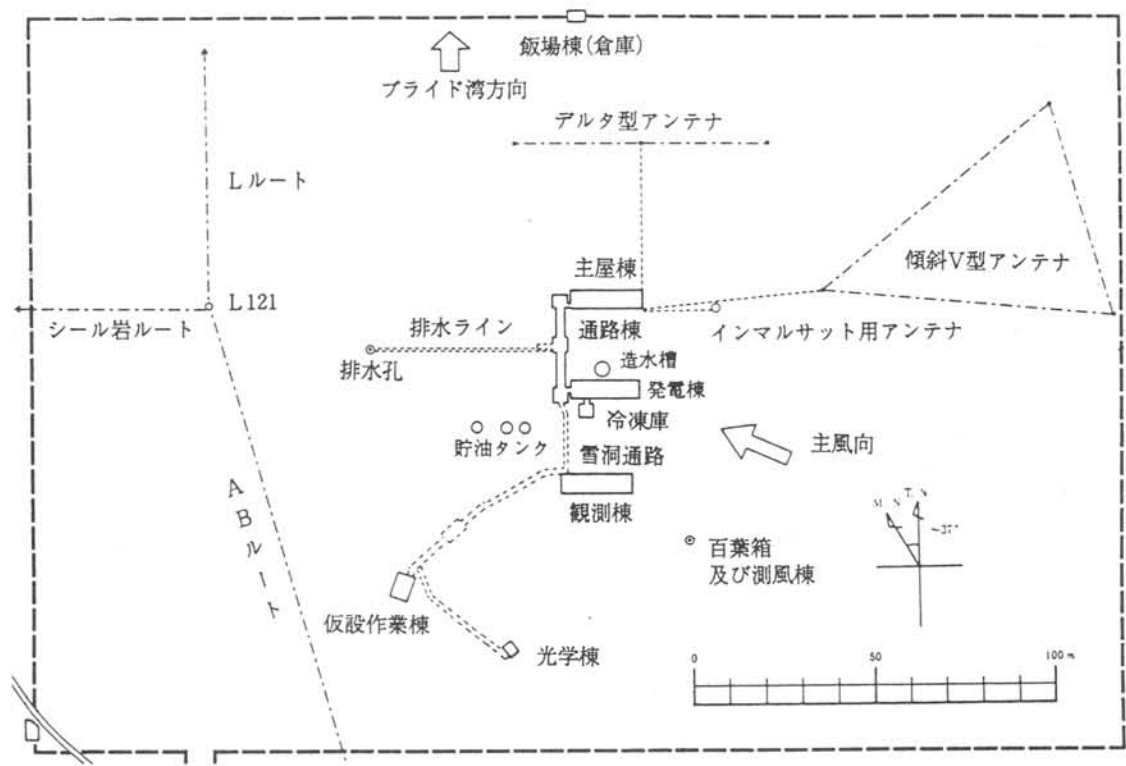 飯場棟(倉庫)
ブライド湾方向
デルタ型アンテナ
Lルート
傾斜V型アンテナ
主屋棟
L121
シール岩ルート
排水ライン
通路棟
インマルサット用アンテナ
排水孔
造水槽
発電棟
冷凍庫
貯油タンク
雪洞通路
主風向
ABルート
観測棟
M.N
T.N
-37°
百葉箱
及び測風棟
仮設作業棟
光学棟
0
50
100 m